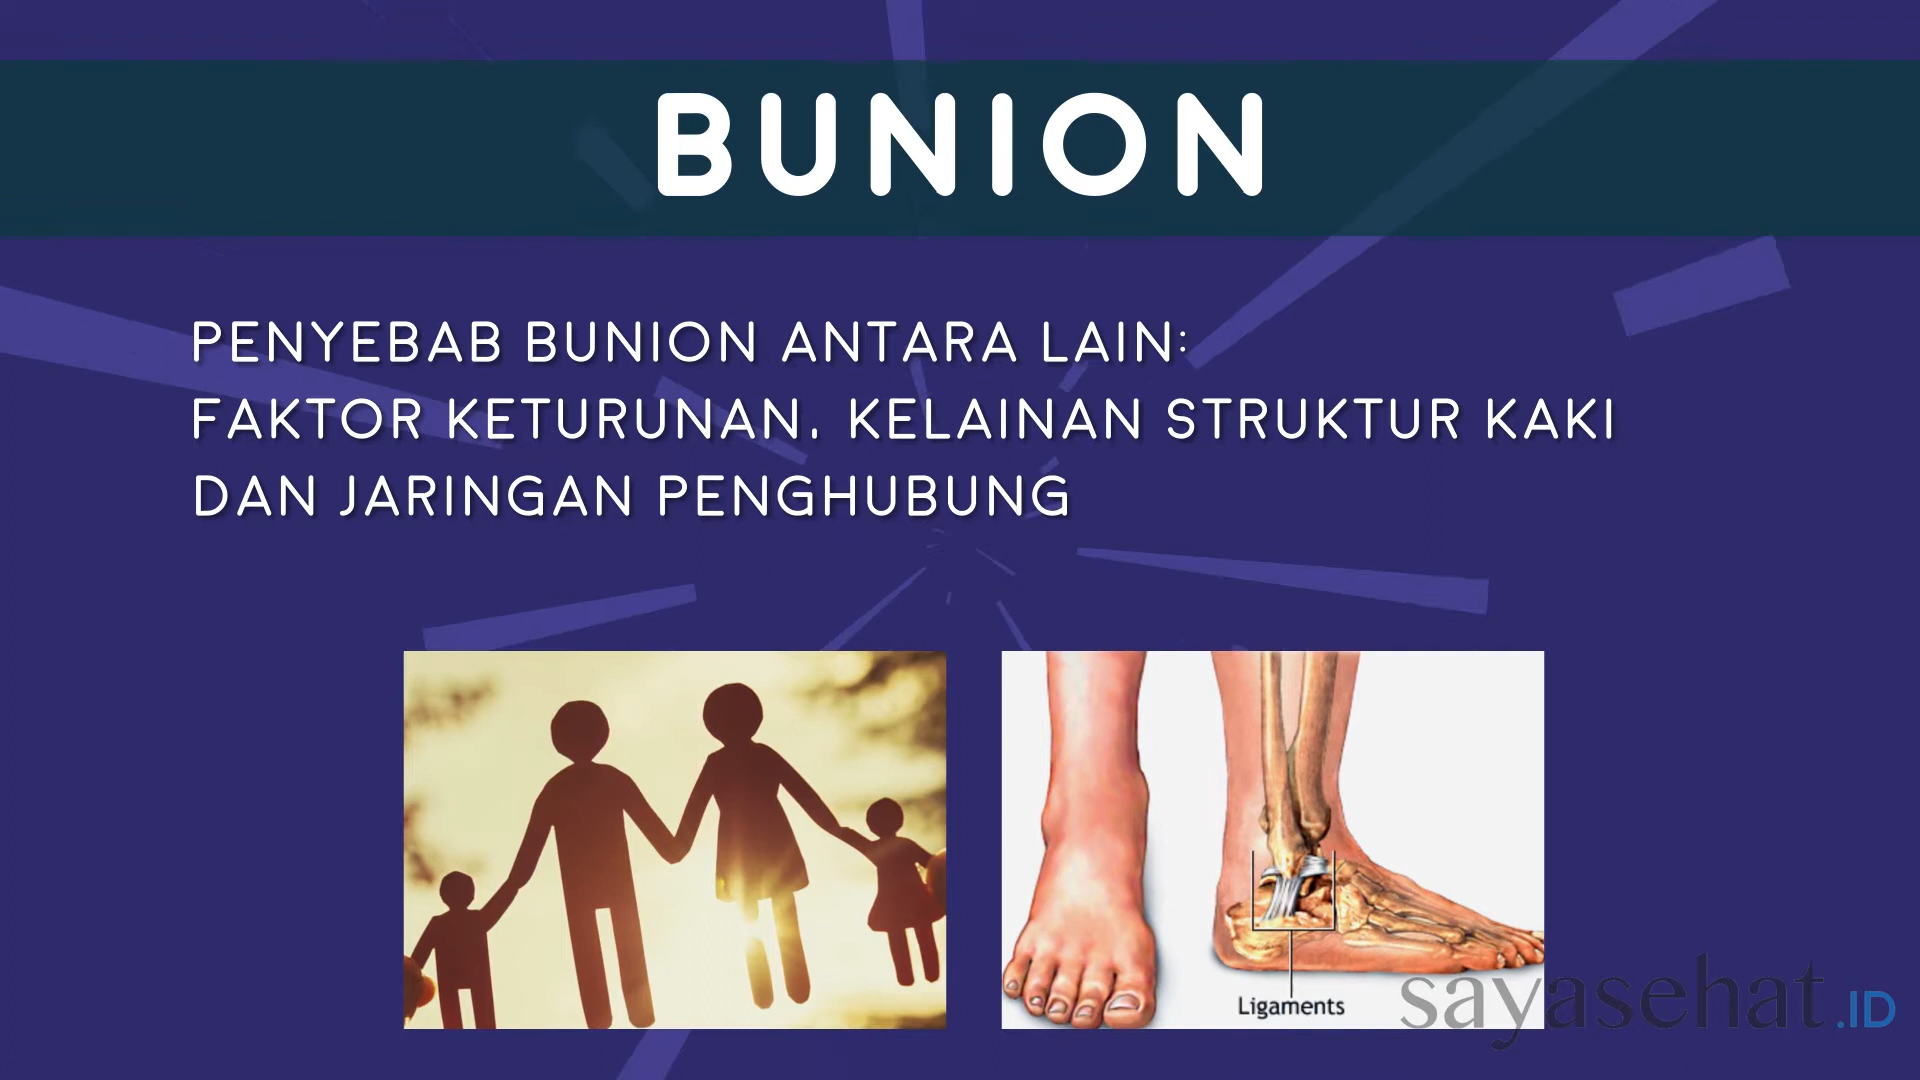 BUNION
PENYEBAB BUNION ANTARA LAIN:
FAKTOR KETURUNAN, KELAINAN STRUKTUR KAKI
DAN JARINGAN PENGHUBUNG
Ligaments
sayasehat.ID